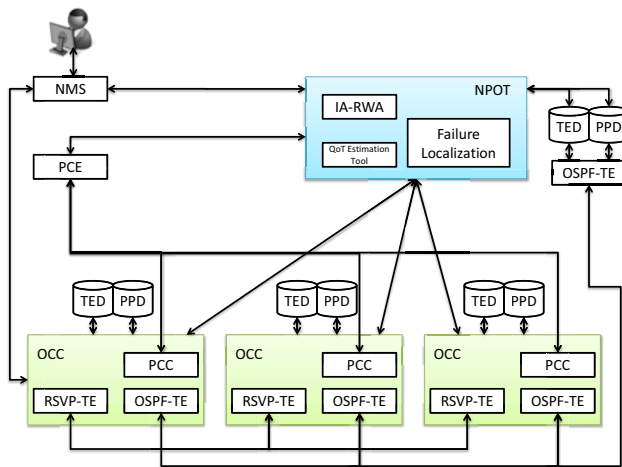 NMS
NPOT
IA-RWA
QoT Estimation
Tool
Failure
Localization
TED
PPD
OSPF-TE
PCE
TED
PPD
TED
PPD
TED
PPD
OCC
PCC
RSVP-TE
OSPF-TE
OCC
PCC
RSVP-TE
OSPF-TE
OCC
PCC
RSVP-TE
OSPF-TE